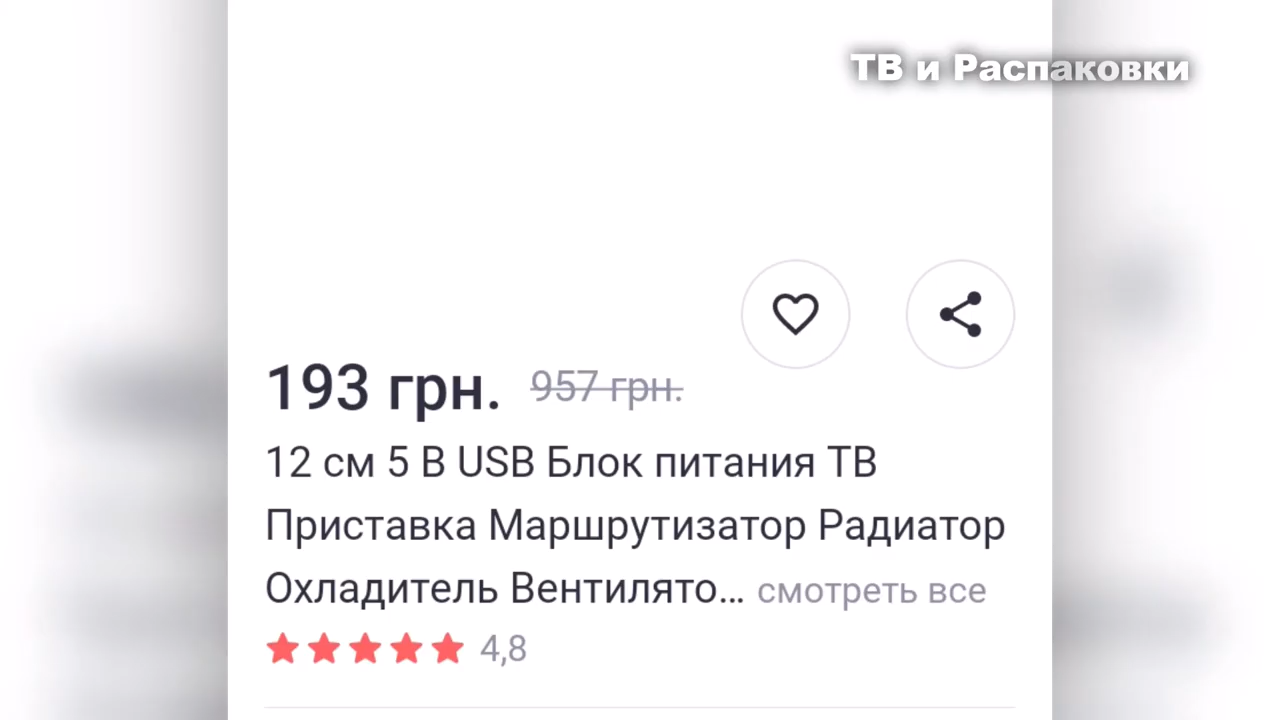 ТВ и Распаковки
193 грн. 957 грн.
12 см 5 В USB Блок питания ТВ
Приставка Маршрутизатор Радиатор
Охладитель Вентилято... смотреть все
4,8